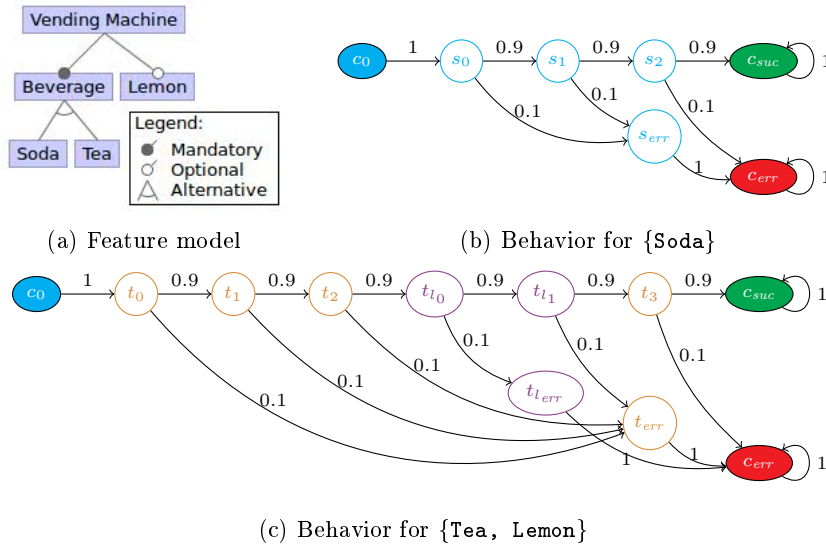 Vending Machine
Beverage
Lemon
Soda
Tea
Legend:
Mandatory
Optional
Alternative
(a) Feature model
c0 1 s0 0.9 s1 0.9 s2 0.9 csuc 1
0.1 0.1 0.1
serr
1
cerr 1
(b) Behavior for {Soda}
c0 1 t0 0.9 t1 0.9 t2 0.9 tl0 0.9 tl1 0.9 t3 0.9 csuc 1
0.1 0.1 0.1 0.1 0.1 0.1
tlerr
terr
1 1
cerr 1
(c) Behavior for {Tea, Lemon}